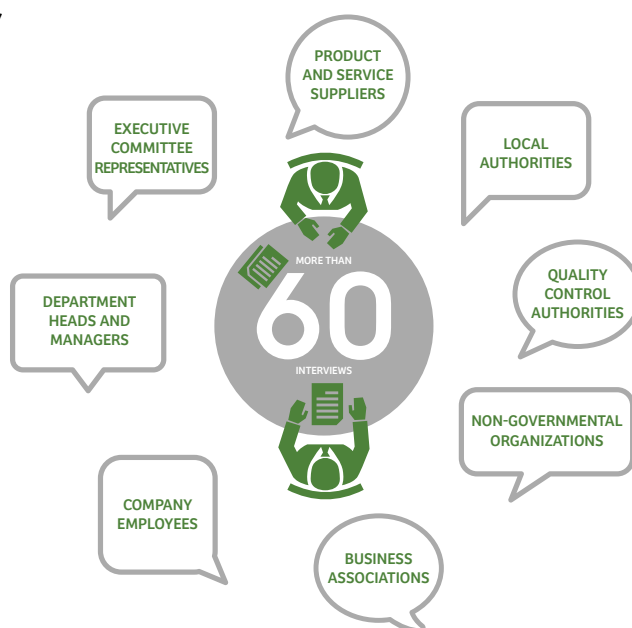 PRODUCT
AND SERVICE
SUPPLIERS
EXECUTIVE
COMMITTEE
REPRESENTATIVES
LOCAL
AUTHORITIES
MORE THAN
60
INTERVIEWS
QUALITY
CONTROL
AUTHORITIES
DEPARTMENT
HEADS AND
MANAGERS
NON-GOVERNMENTAL
ORGANIZATIONS
COMPANY
EMPLOYEES
BUSINESS
ASSOCIATIONS